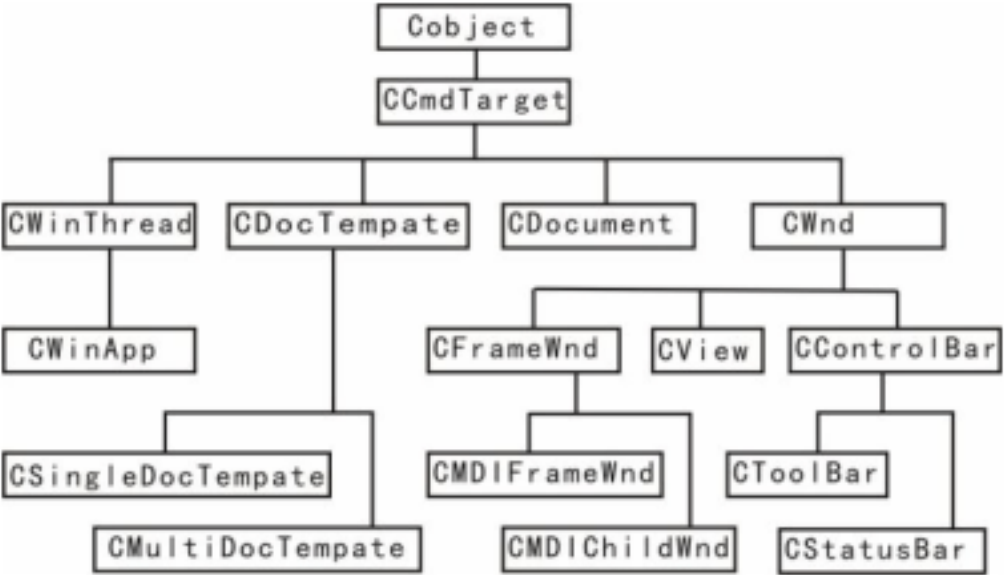 Cobject
CCmdTarget
CWinThread
CDocTempate
CDocument
CWnd
CWinApp
CFrameWnd
CView
CControlBar
CSingleDocTempate
CMDIFrameWnd
CToolBar
CMultiDocTempate
CMDIChildWnd
CStatusBar